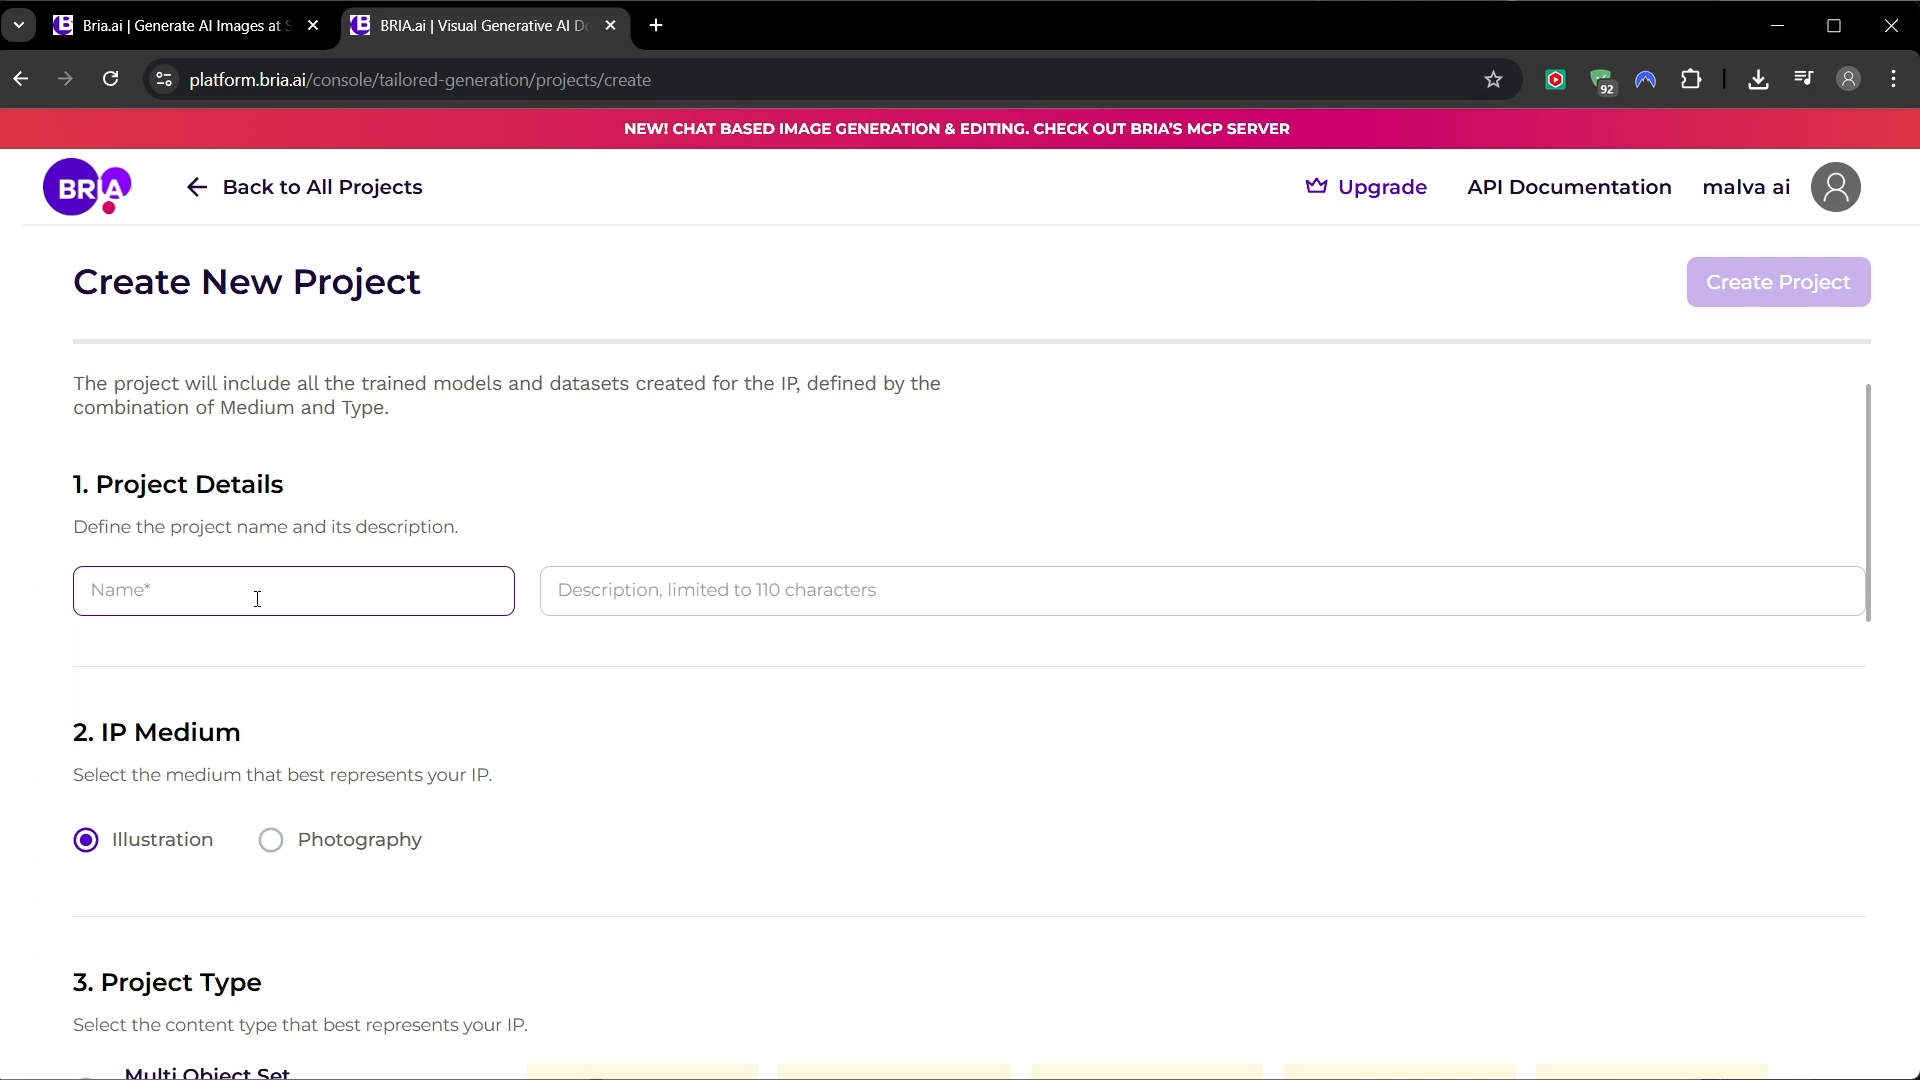 Bria.ai | Generate AI Images at S
BRIA.ai | Visual Generative AI De
platform.bria.ai/console/tailored-generation/projects/create
92
NEW! CHAT BASED IMAGE GENERATION & EDITING. CHECK OUT BRIA'S MCP SERVER
BRIA
Back to All Projects
Upgrade
API Documentation
malva ai
Create New Project
Create Project
The project will include all the trained models and datasets created for the IP, defined by the
combination of Medium and Type.
1. Project Details
Define the project name and its description.
Name*
Description, limited to 110 characters
2. IP Medium
Select the medium that best represents your IP.
Illustration
Photography
3. Project Type
Select the content type that best represents your IP.
Multi Object Set